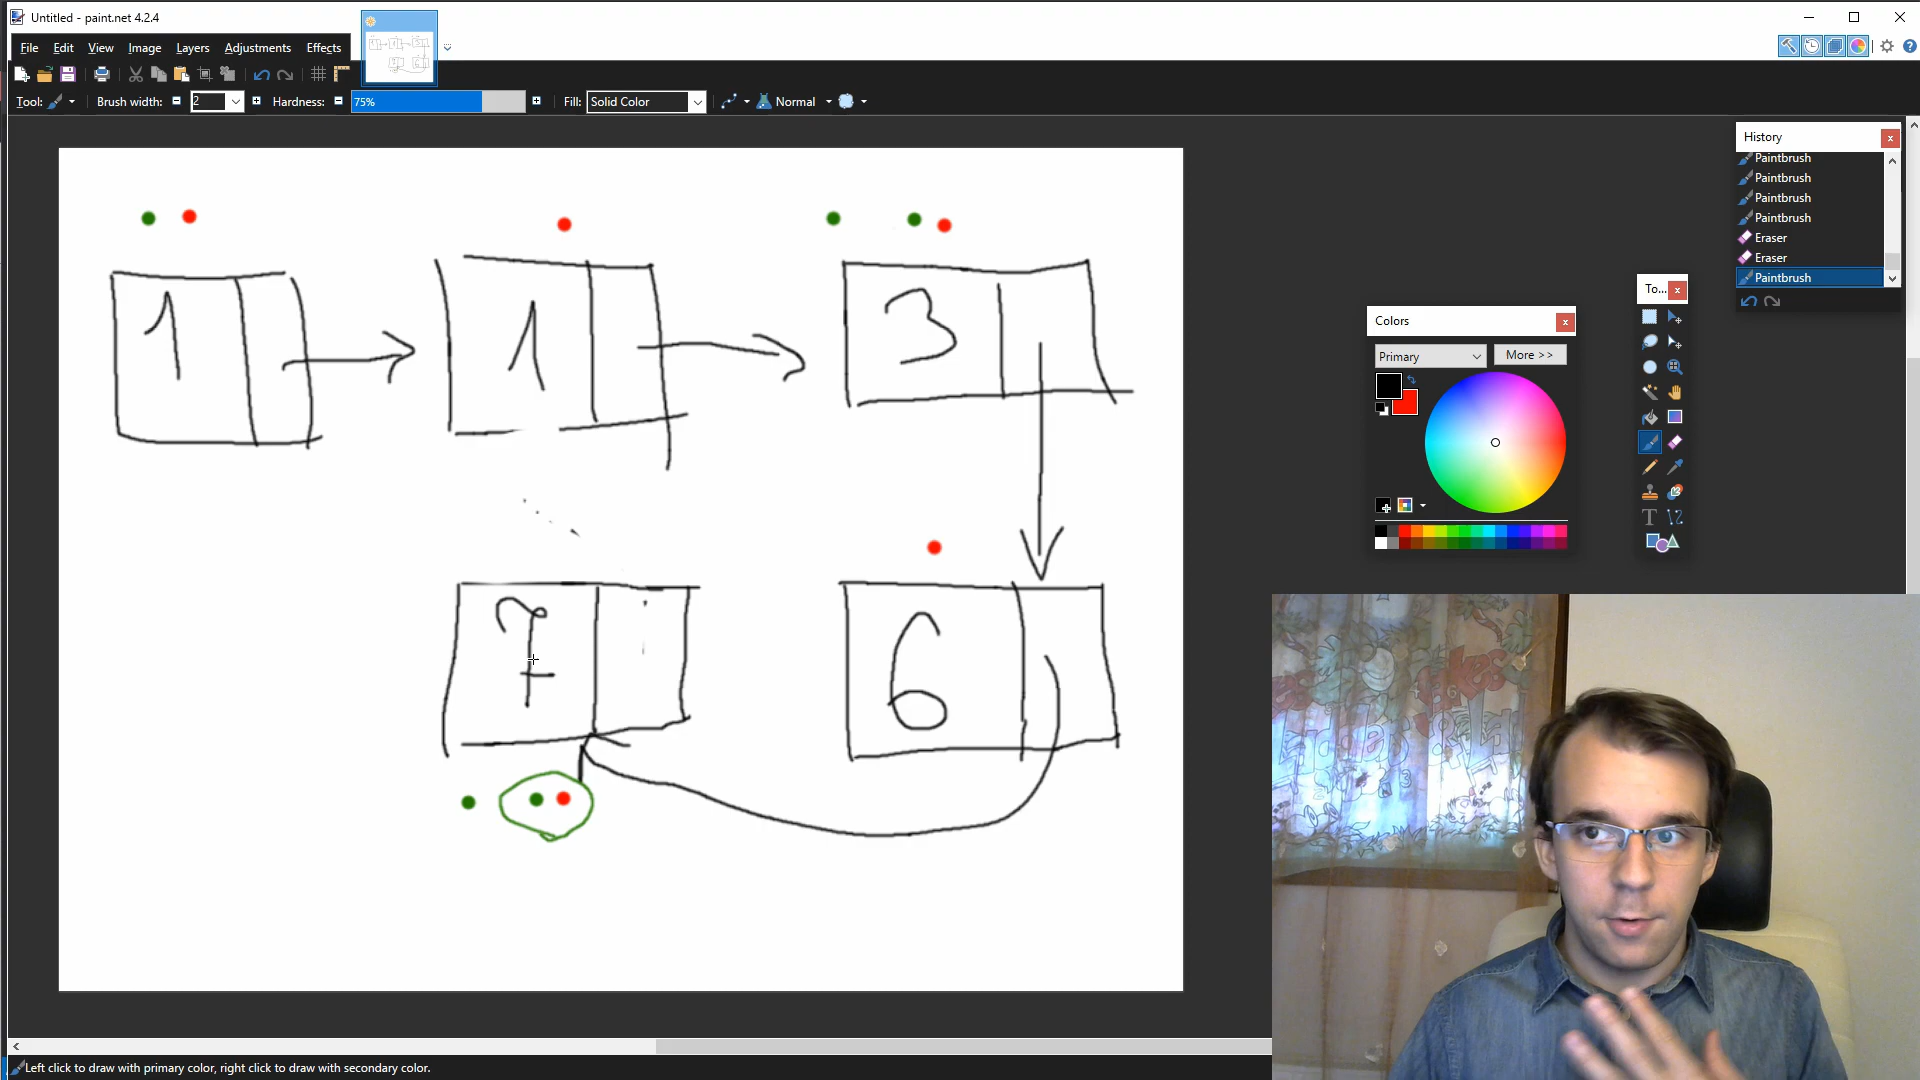 Untitled - paint.net 4.2.4
File Edit View Image Layers Adjustments Effects
Tool: Brush width: 2 Hardness: 75% Fill: Solid Color Normal
History
Paintbrush
Paintbrush
Paintbrush
Paintbrush
Eraser
Eraser
Paintbrush
To...
Colors
Primary More >>
1 1 3
7 6
Left click to draw with primary color, right click to draw with secondary color.